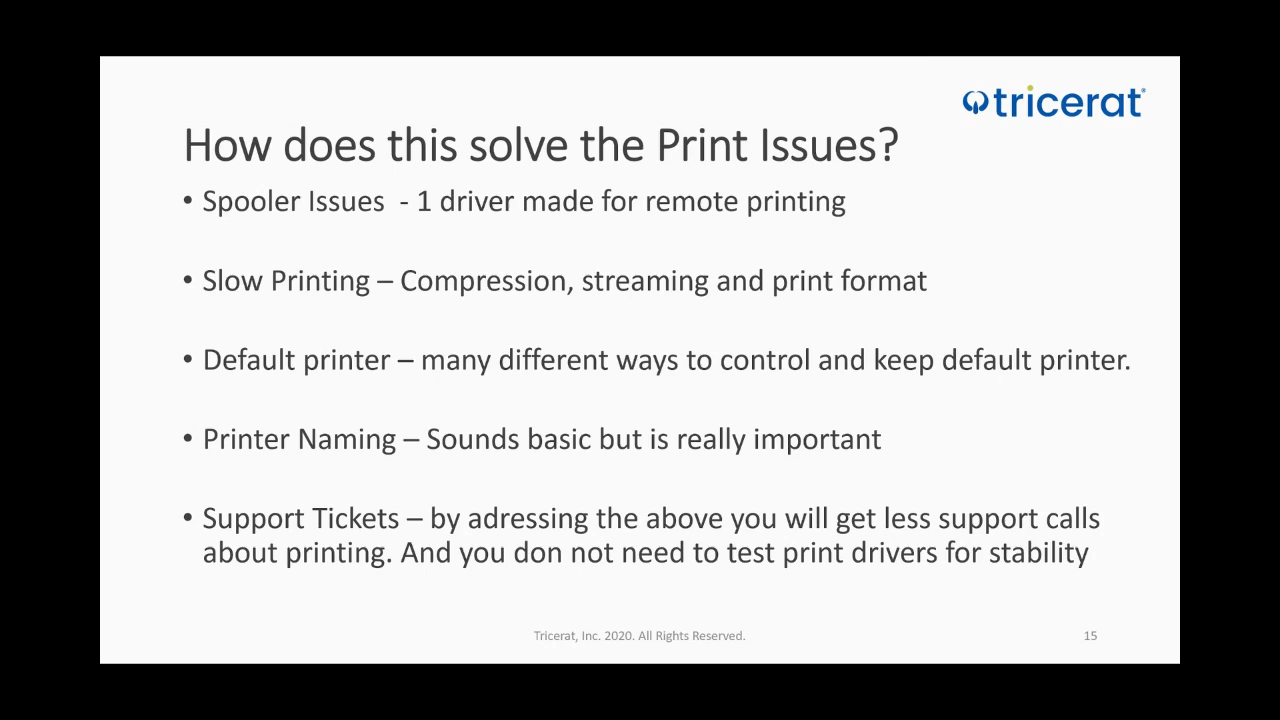 tricerat®
How does this solve the Print Issues?
• Spooler Issues  - 1 driver made for remote printing
• Slow Printing – Compression, streaming and print format
• Default printer – many different ways to control and keep default printer.
• Printer Naming – Sounds basic but is really important
• Support Tickets – by adressing the above you will get less support calls
about printing. And you don not need to test print drivers for stability
Tricerat, Inc. 2020. All Rights Reserved.
15